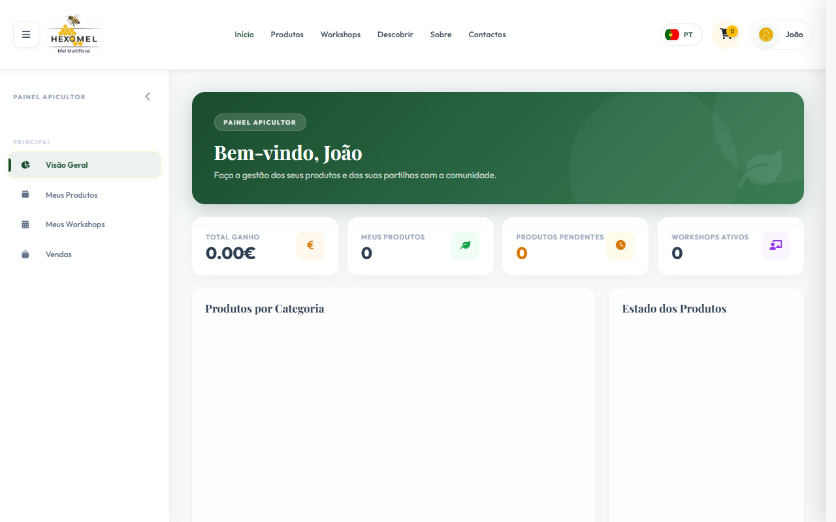 HEXOMEL
Mel Multifloral
Início
Produtos
Workshops
Descobrir
Sobre
Contactos
PT
0
João
PAINEL APICULTOR
PRINCIPAL
Visão Geral
Meus Produtos
Meus Workshops
Vendas
PAINEL APICULTOR
Bem-vindo, João
Faça a gestão dos seus produtos e das suas partilhas com a comunidade.
TOTAL GANHO
0.00€
€
MEUS PRODUTOS
0
PRODUTOS PENDENTES
0
WORKSHOPS ATIVOS
0
Produtos por Categoria
Estado dos Produtos